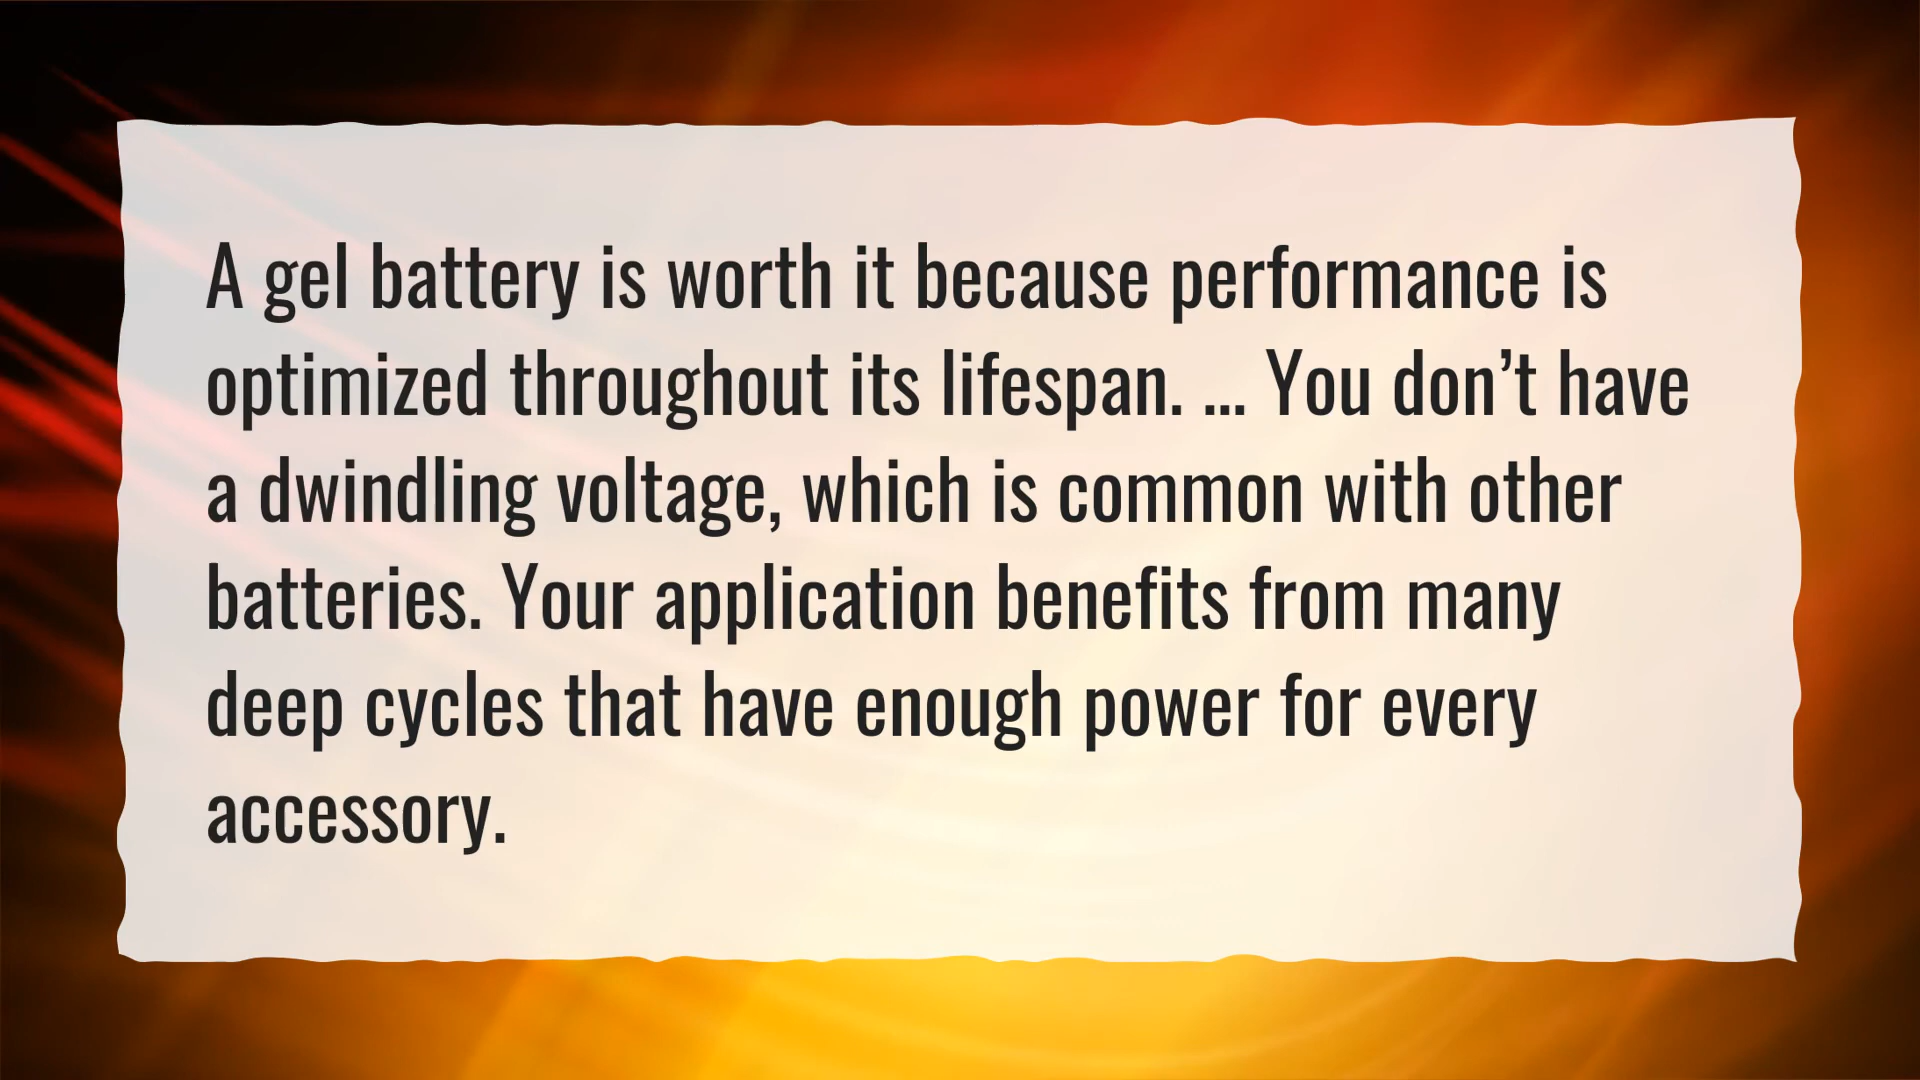 A gel battery is worth it because performance is
optimized throughout its lifespan. ... You don’t have
a dwindling voltage, which is common with other
batteries. Your application benefits from many
deep cycles that have enough power for every
accessory.